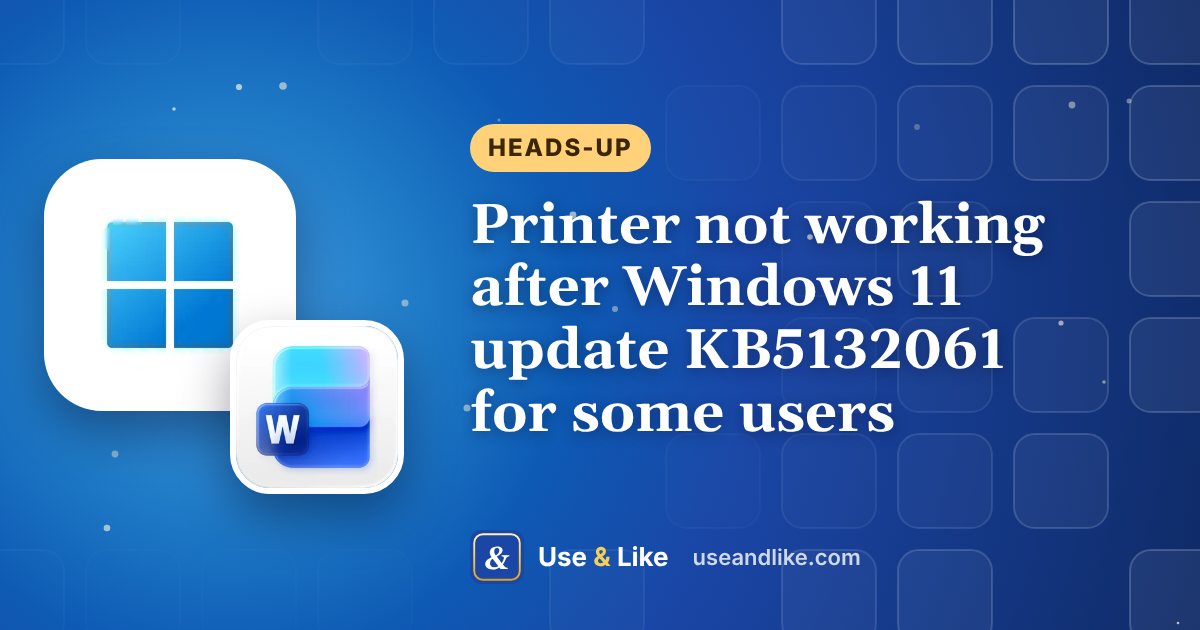 HEADS-UP
Printer not working
after Windows 11
update KB5132061
for some users
W
& Use & Like useandlike.com